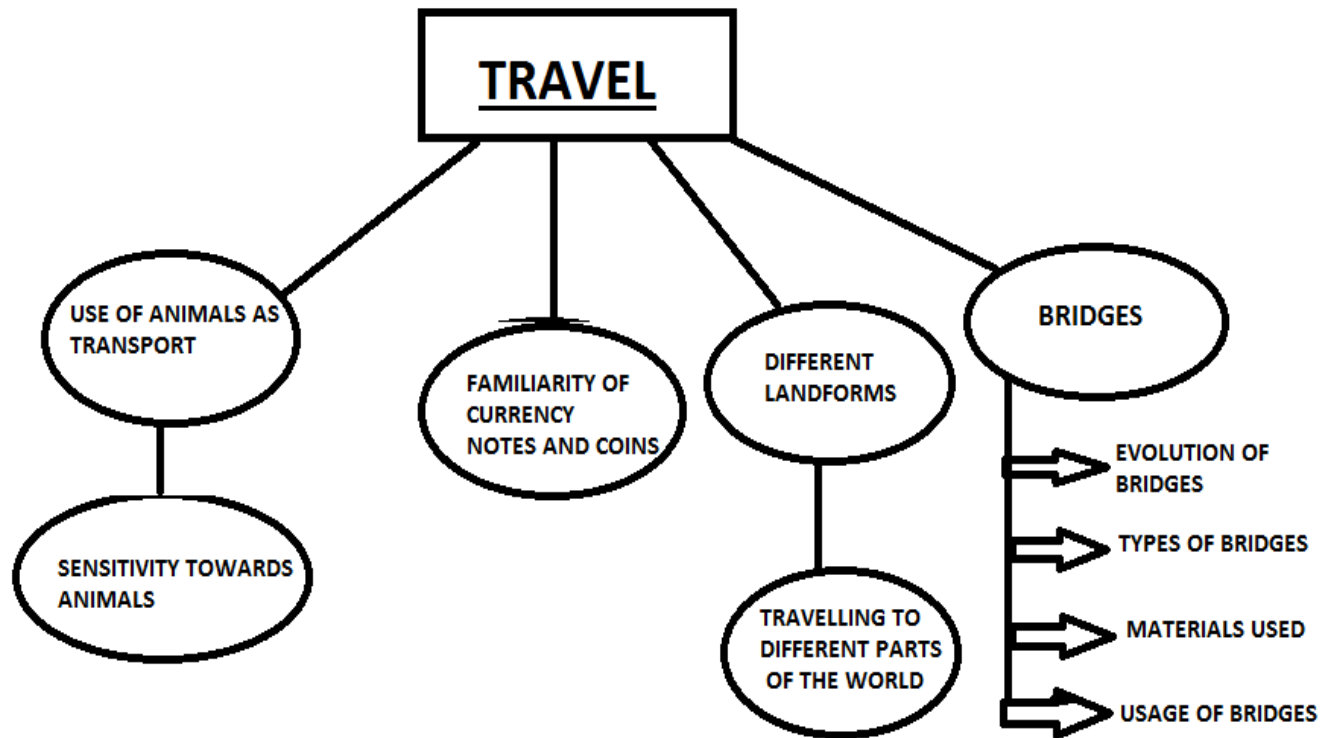 TRAVEL
USE OF ANIMALS AS
TRANSPORT
SENSITIVITY TOWARDS
ANIMALS
FAMILIARITY OF
CURRENCY
NOTES AND COINS
DIFFERENT
LANDFORMS
TRAVELLING TO
DIFFERENT PARTS
OF THE WORLD
BRIDGES
EVOLUTION OF
BRIDGES
TYPES OF BRIDGES
MATERIALS USED
USAGE OF BRIDGES